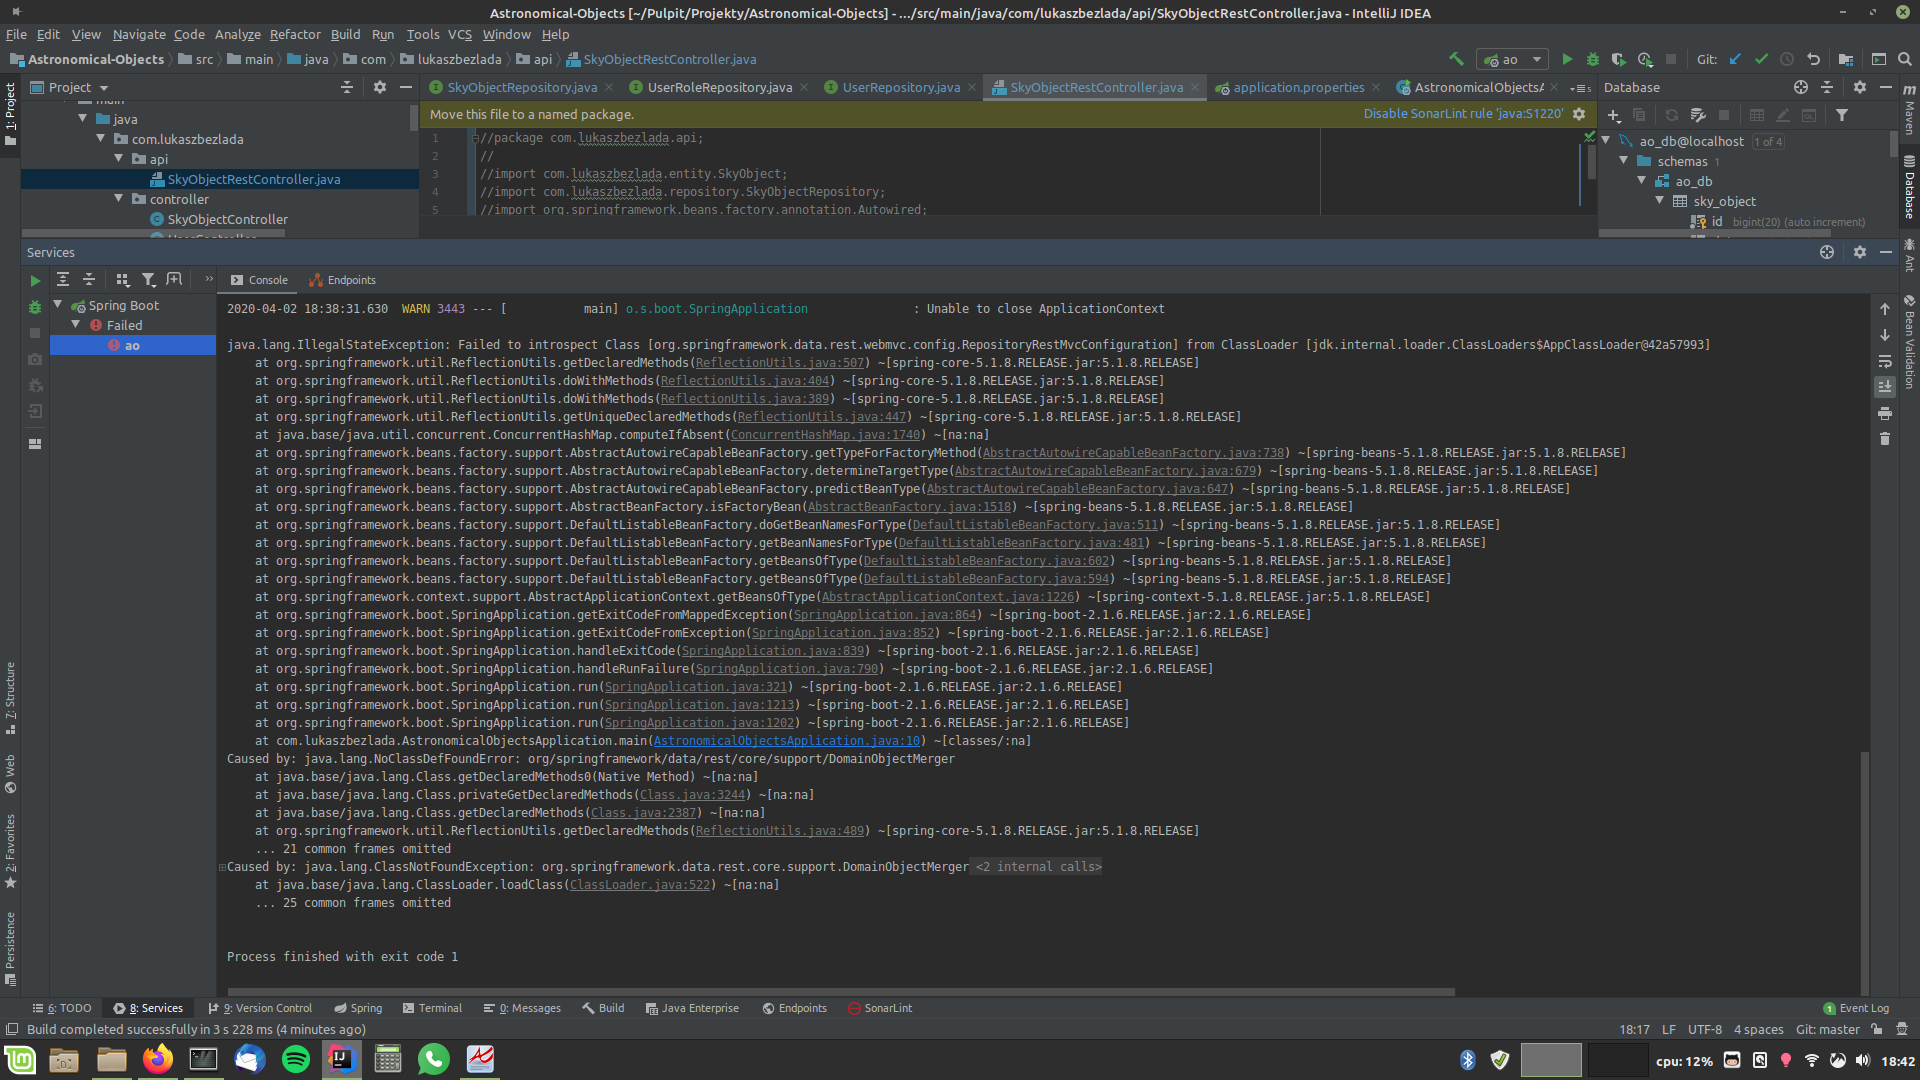 Astronomical-Objects [~/Pulpit/Projekty/Astronomical-Objects] - .../src/main/java/com/lukaszbezlada/api/SkyObjectRestController.java - IntelliJ IDEA
File Edit View Navigate Code Analyze Refactor Build Run Tools VCS Window Help
Astronomical-Objects src main java com lukaszbezlada api SkyObjectRestController.java ao Git:
Project SkyObjectRepository.java UserRoleRepository.java UserRepository.java SkyObjectRestController.java application.properties AstronomicalObjectsA Database
1: Project
Move this file to a named package. Disable SonarLint rule 'java:S1220'
java
com.lukaszbezlada
api
SkyObjectRestController.java
controller
SkyObjectController
1 //package com.lukaszbezlada.api;
2 //
3 //import com.lukaszbezlada.entity.SkyObject;
4 //import com.lukaszbezlada.repository.SkyObjectRepository;
5 //import org.springframework.beans.factory.annotation.Autowired;
ao_db@localhost 1 of 4
schemas 1
ao_db
sky_object
id bigint(20) (auto increment)
Maven
Database
Ant
Bean Validation
Services
Console Endpoints
Spring Boot
Failed
ao
2020-04-02 18:38:31.630 WARN 3443 --- [ main] o.s.boot.SpringApplication : Unable to close ApplicationContext
java.lang.IllegalStateException: Failed to introspect Class [org.springframework.data.rest.webmvc.config.RepositoryRestMvcConfiguration] from ClassLoader [jdk.internal.loader.ClassLoaders$AppClassLoader@42a57993]
at org.springframework.util.ReflectionUtils.getDeclaredMethods(ReflectionUtils.java:507) ~[spring-core-5.1.8.RELEASE.jar:5.1.8.RELEASE]
at org.springframework.util.ReflectionUtils.doWithMethods(ReflectionUtils.java:404) ~[spring-core-5.1.8.RELEASE.jar:5.1.8.RELEASE]
at org.springframework.util.ReflectionUtils.doWithMethods(ReflectionUtils.java:389) ~[spring-core-5.1.8.RELEASE.jar:5.1.8.RELEASE]
at org.springframework.util.ReflectionUtils.getUniqueDeclaredMethods(ReflectionUtils.java:447) ~[spring-core-5.1.8.RELEASE.jar:5.1.8.RELEASE]
at java.base/java.util.concurrent.ConcurrentHashMap.computeIfAbsent(ConcurrentHashMap.java:1740) ~[na:na]
at org.springframework.beans.factory.support.AbstractAutowireCapableBeanFactory.getTypeForFactoryMethod(AbstractAutowireCapableBeanFactory.java:738) ~[spring-beans-5.1.8.RELEASE.jar:5.1.8.RELEASE]
at org.springframework.beans.factory.support.AbstractAutowireCapableBeanFactory.determineTargetType(AbstractAutowireCapableBeanFactory.java:679) ~[spring-beans-5.1.8.RELEASE.jar:5.1.8.RELEASE]
at org.springframework.beans.factory.support.AbstractAutowireCapableBeanFactory.predictBeanType(AbstractAutowireCapableBeanFactory.java:647) ~[spring-beans-5.1.8.RELEASE.jar:5.1.8.RELEASE]
at org.springframework.beans.factory.support.AbstractBeanFactory.isFactoryBean(AbstractBeanFactory.java:1518) ~[spring-beans-5.1.8.RELEASE.jar:5.1.8.RELEASE]
at org.springframework.beans.factory.support.DefaultListableBeanFactory.doGetBeanNamesForType(DefaultListableBeanFactory.java:511) ~[spring-beans-5.1.8.RELEASE.jar:5.1.8.RELEASE]
at org.springframework.beans.factory.support.DefaultListableBeanFactory.getBeanNamesForType(DefaultListableBeanFactory.java:481) ~[spring-beans-5.1.8.RELEASE.jar:5.1.8.RELEASE]
at org.springframework.beans.factory.support.DefaultListableBeanFactory.getBeansOfType(DefaultListableBeanFactory.java:602) ~[spring-beans-5.1.8.RELEASE.jar:5.1.8.RELEASE]
at org.springframework.beans.factory.support.DefaultListableBeanFactory.getBeansOfType(DefaultListableBeanFactory.java:594) ~[spring-beans-5.1.8.RELEASE.jar:5.1.8.RELEASE]
at org.springframework.context.support.AbstractApplicationContext.getBeansOfType(AbstractApplicationContext.java:1226) ~[spring-context-5.1.8.RELEASE.jar:5.1.8.RELEASE]
at org.springframework.boot.SpringApplication.getExitCodeFromMappedException(SpringApplication.java:864) ~[spring-boot-2.1.6.RELEASE.jar:2.1.6.RELEASE]
at org.springframework.boot.SpringApplication.getExitCodeFromException(SpringApplication.java:852) ~[spring-boot-2.1.6.RELEASE.jar:2.1.6.RELEASE]
at org.springframework.boot.SpringApplication.handleExitCode(SpringApplication.java:839) ~[spring-boot-2.1.6.RELEASE.jar:2.1.6.RELEASE]
at org.springframework.boot.SpringApplication.handleRunFailure(SpringApplication.java:790) ~[spring-boot-2.1.6.RELEASE.jar:2.1.6.RELEASE]
at org.springframework.boot.SpringApplication.run(SpringApplication.java:321) ~[spring-boot-2.1.6.RELEASE.jar:2.1.6.RELEASE]
at org.springframework.boot.SpringApplication.run(SpringApplication.java:1213) ~[spring-boot-2.1.6.RELEASE.jar:2.1.6.RELEASE]
at org.springframework.boot.SpringApplication.run(SpringApplication.java:1202) ~[spring-boot-2.1.6.RELEASE.jar:2.1.6.RELEASE]
at com.lukaszbezlada.AstronomicalObjectsApplication.main(AstronomicalObjectsApplication.java:10) ~[classes/:na]
Caused by: java.lang.NoClassDefFoundError: org/springframework/data/rest/core/support/DomainObjectMerger
at java.base/java.lang.Class.getDeclaredMethods0(Native Method) ~[na:na]
at java.base/java.lang.Class.privateGetDeclaredMethods(Class.java:3244) ~[na:na]
at java.base/java.lang.Class.getDeclaredMethods(Class.java:2387) ~[na:na]
at org.springframework.util.ReflectionUtils.getDeclaredMethods(ReflectionUtils.java:489) ~[spring-core-5.1.8.RELEASE.jar:5.1.8.RELEASE]
... 21 common frames omitted
Caused by: java.lang.ClassNotFoundException: org.springframework.data.rest.core.support.DomainObjectMerger <2 internal calls>
at java.base/java.lang.ClassLoader.loadClass(ClassLoader.java:522) ~[na:na]
... 25 common frames omitted
Process finished with exit code 1
7: Structure
Web
2: Favorites
Persistence
6: TODO 8: Services 9: Version Control Spring Terminal 0: Messages Build Java Enterprise Endpoints SonarLint 1 Event Log
Build completed successfully in 3 s 228 ms (4 minutes ago) 18:17 LF UTF-8 4 spaces Git: master
cpu: 12% 18:42